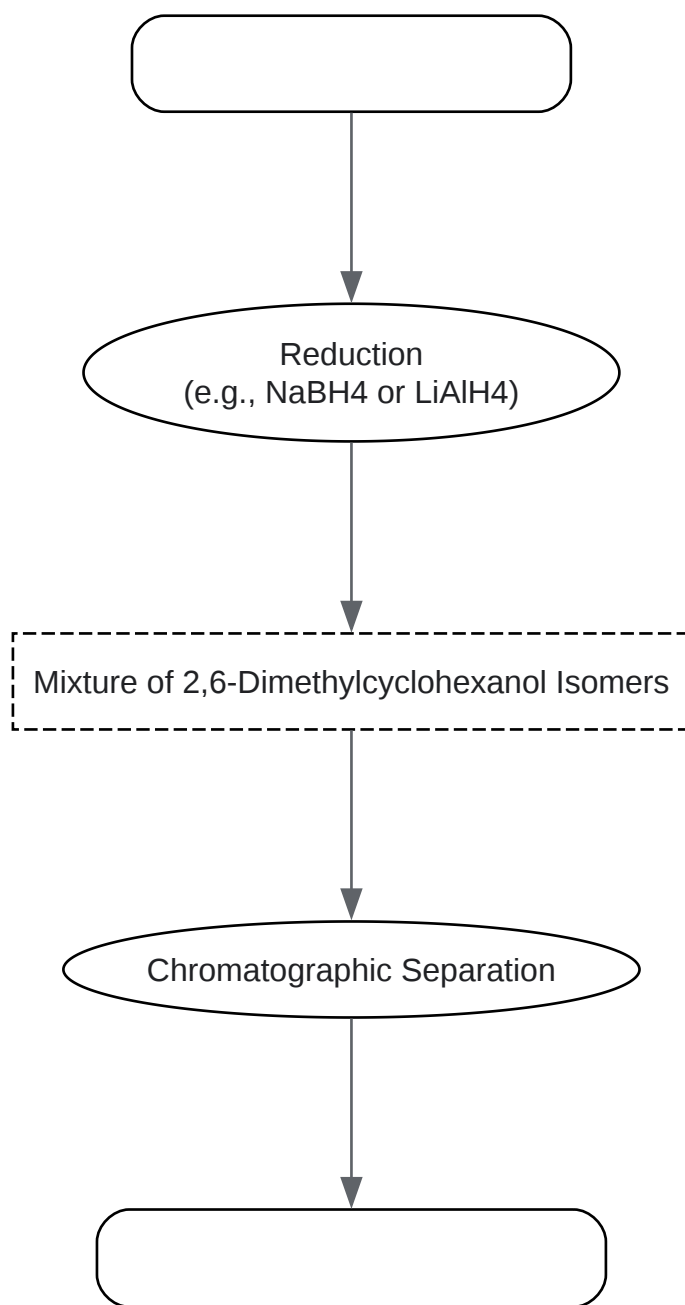 Reduction
(e.g., NaBH4 or LiAlH4)
Mixture of 2,6-Dimethylcyclohexanol Isomers
Chromatographic Separation